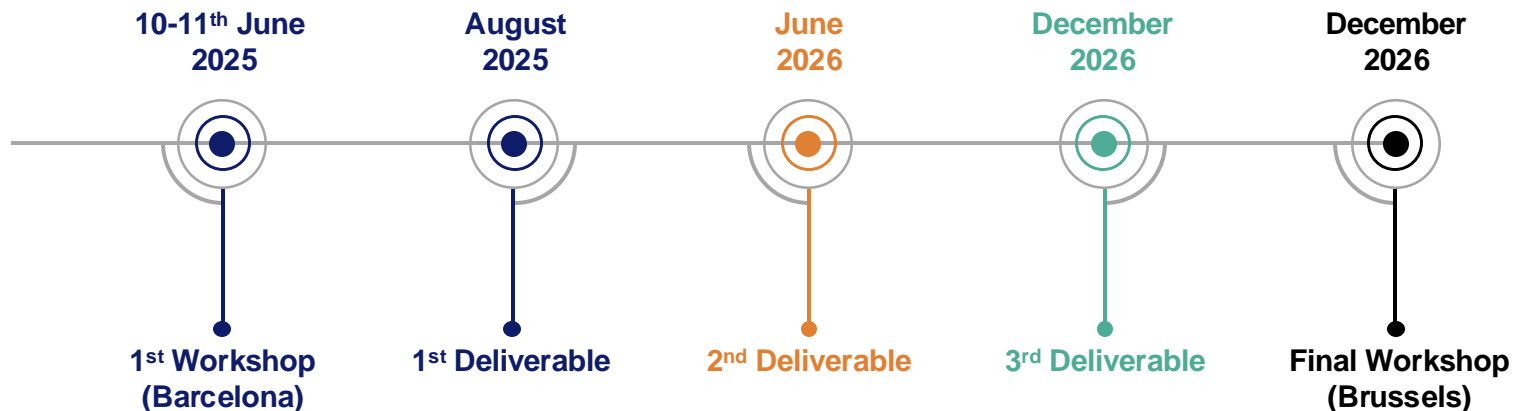 10-11th June
2025
August
2025
June
2026
December
2026
December
2026
1st Workshop
(Barcelona)
1st Deliverable
2nd Deliverable
3rd Deliverable
Final Workshop
(Brussels)